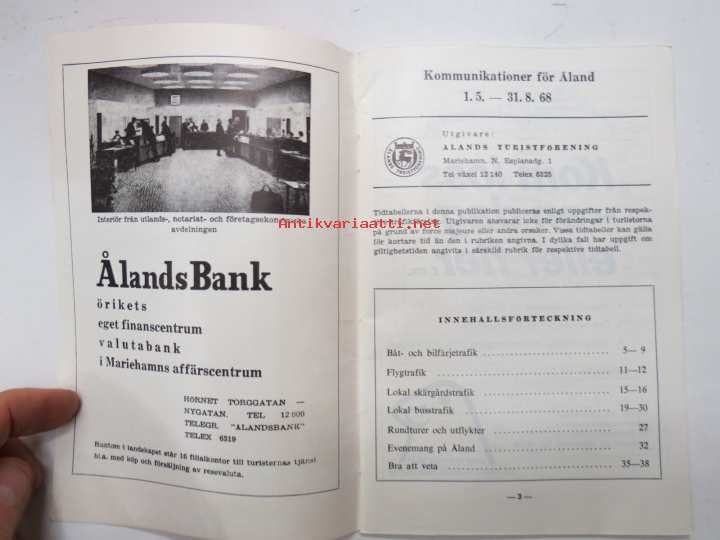 Interiör från utlands-, notariat- och
avdelningen
Antikvariaatti.net
ÅlandsBank
örikets
eget finanscentrum
valutabank
i Mariehamns affärscentrum
HÖRNET TORGGATAN —
NYGATAN, TEL 12 000
TELEGR. "ALANDSBANK"
TELEX 6319
Runtom i landskapet står 16 filialkontor till turisternas tjänst
bl.a. med köp och försäljning av resevaluta.
Kommunikationer för Åland
1. 5. — 31. 8. 68
Utgivare:
ÅLANDS TURISTFÖRENING
Mariehamn, N. Esplanadg. 1
Tel växel 12 140 Telex 6325
Tidtabellerna i denna publikation publiceras enligt uppgifter från respek-
Utgivaren ansvarar icke för förändringar i turlistorna
på grund av force majeure eller andra orsaker. Vissa tidtabeller kan gälla
för kortare tid än den i rubriken angivna. I dylika fall har uppgift om
giltighetstiden angivits i särskild rubrik för respektive tidtabell.
INNEHÅLLSFÖRTECKNING
Båt- och bilfärjetrafik 5— 9
Flygtrafik 11—12
Lokal skärgårdstrafik 15—16
Lokal busstrafik 19—30
Rundturer och utflykter 27
Evenemang på Åland 32
Bra att veta 35—38
— 3 —